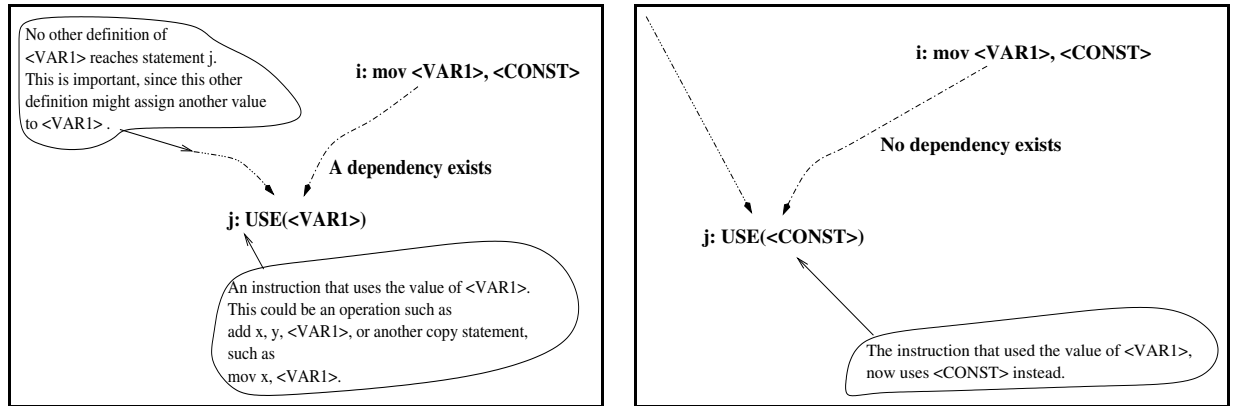 No other definition of
<VAR1> reaches statement j.
This is important, since this other
definition might assign another value
to <VAR1> .
i: mov <VAR1>, <CONST>
A dependency exists
j: USE(<VAR1>)
An instruction that uses the value of <VAR1>.
This could be an operation such as
add x, y, <VAR1>, or another copy statement,
such as
mov x, <VAR1>.
i: mov <VAR1>, <CONST>
No dependency exists
j: USE(<CONST>)
The instruction that used the value of <VAR1>,
now uses <CONST> instead.